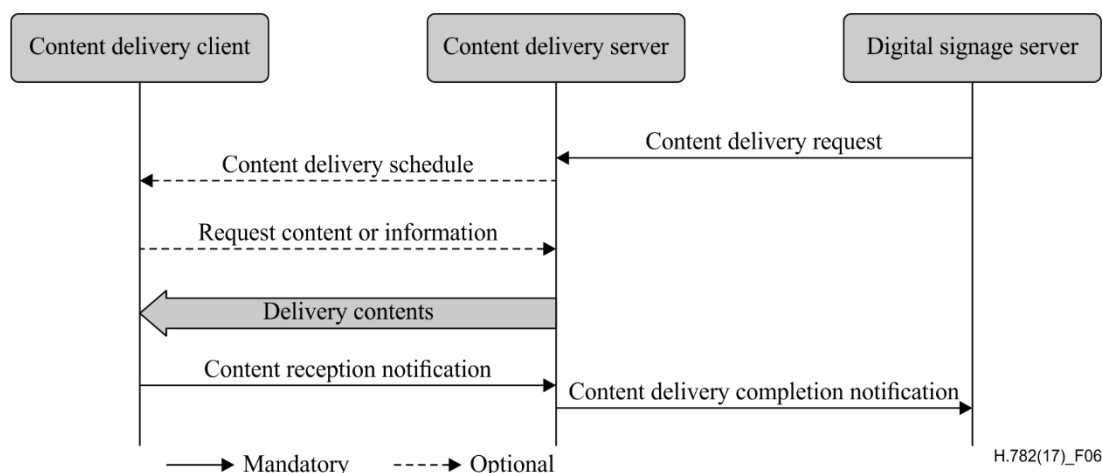 Content delivery client
Content delivery server
Digital signage server
Content delivery request
Content delivery schedule
Request content or information
Delivery contents
Content reception notification
Content delivery completion notification
Mandatory
Optional
H.782(17)_F06